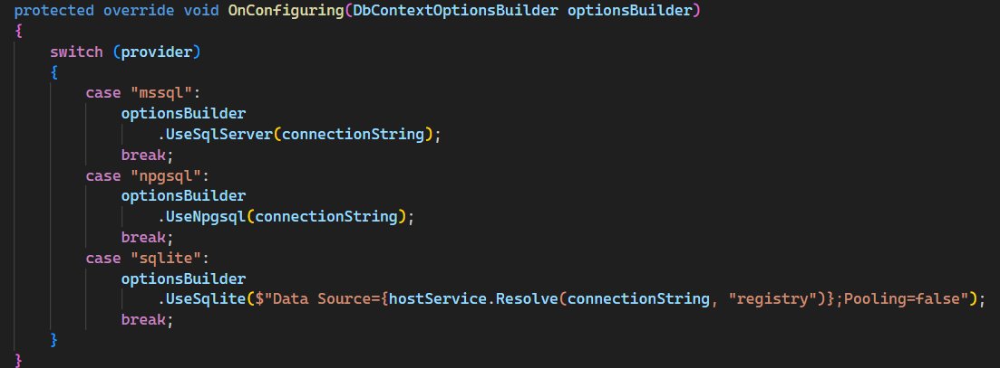 protected override void OnConfiguring(DbContextOptionsBuilder optionsBuilder)
{
    switch (provider)
    {
        case "mssql":
            optionsBuilder
                .UseSqlServer(connectionString);
            break;
        case "npgsql":
            optionsBuilder
                .UseNpgsql(connectionString);
            break;
        case "sqlite":
            optionsBuilder
                .UseSqlite($"Data Source={hostService.Resolve(connectionString, "registry")};Pooling=false");
            break;
    }
}